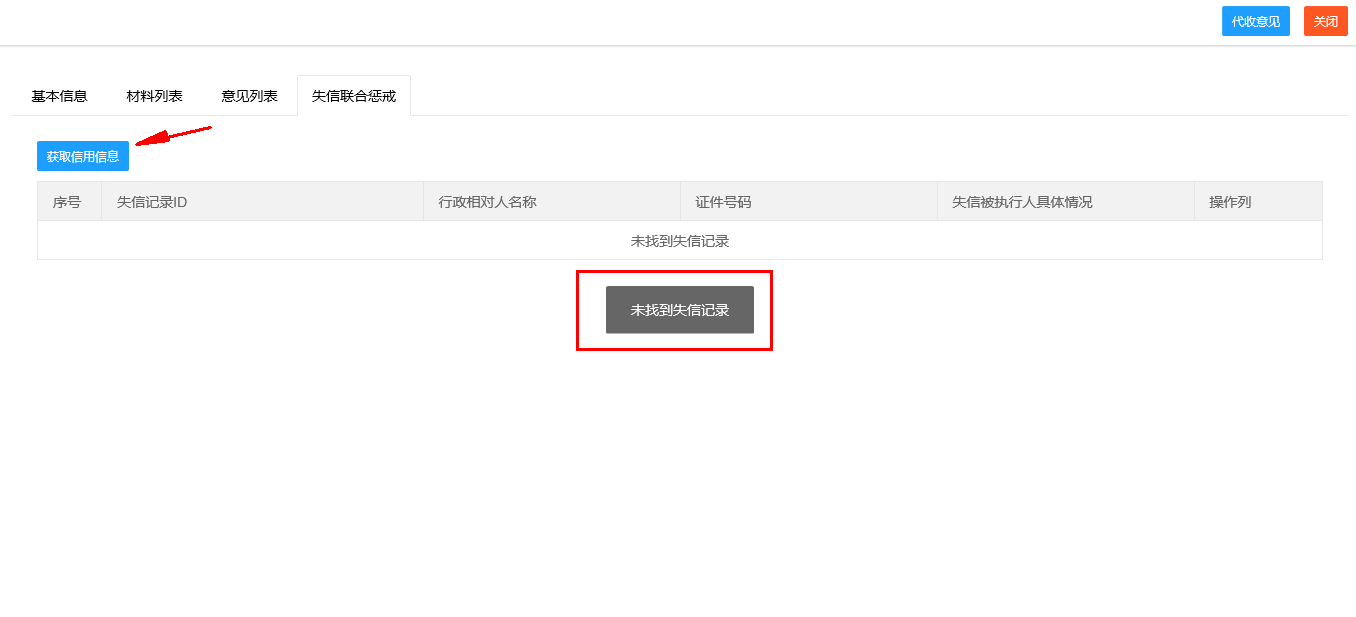 代收意见 关闭
基本信息 材料列表 意见列表 失信联合惩戒
获取信用信息
序号 失信记录ID 行政相对人名称 证件号码 失信被执行人具体情况 操作列
未找到失信记录
未找到失信记录